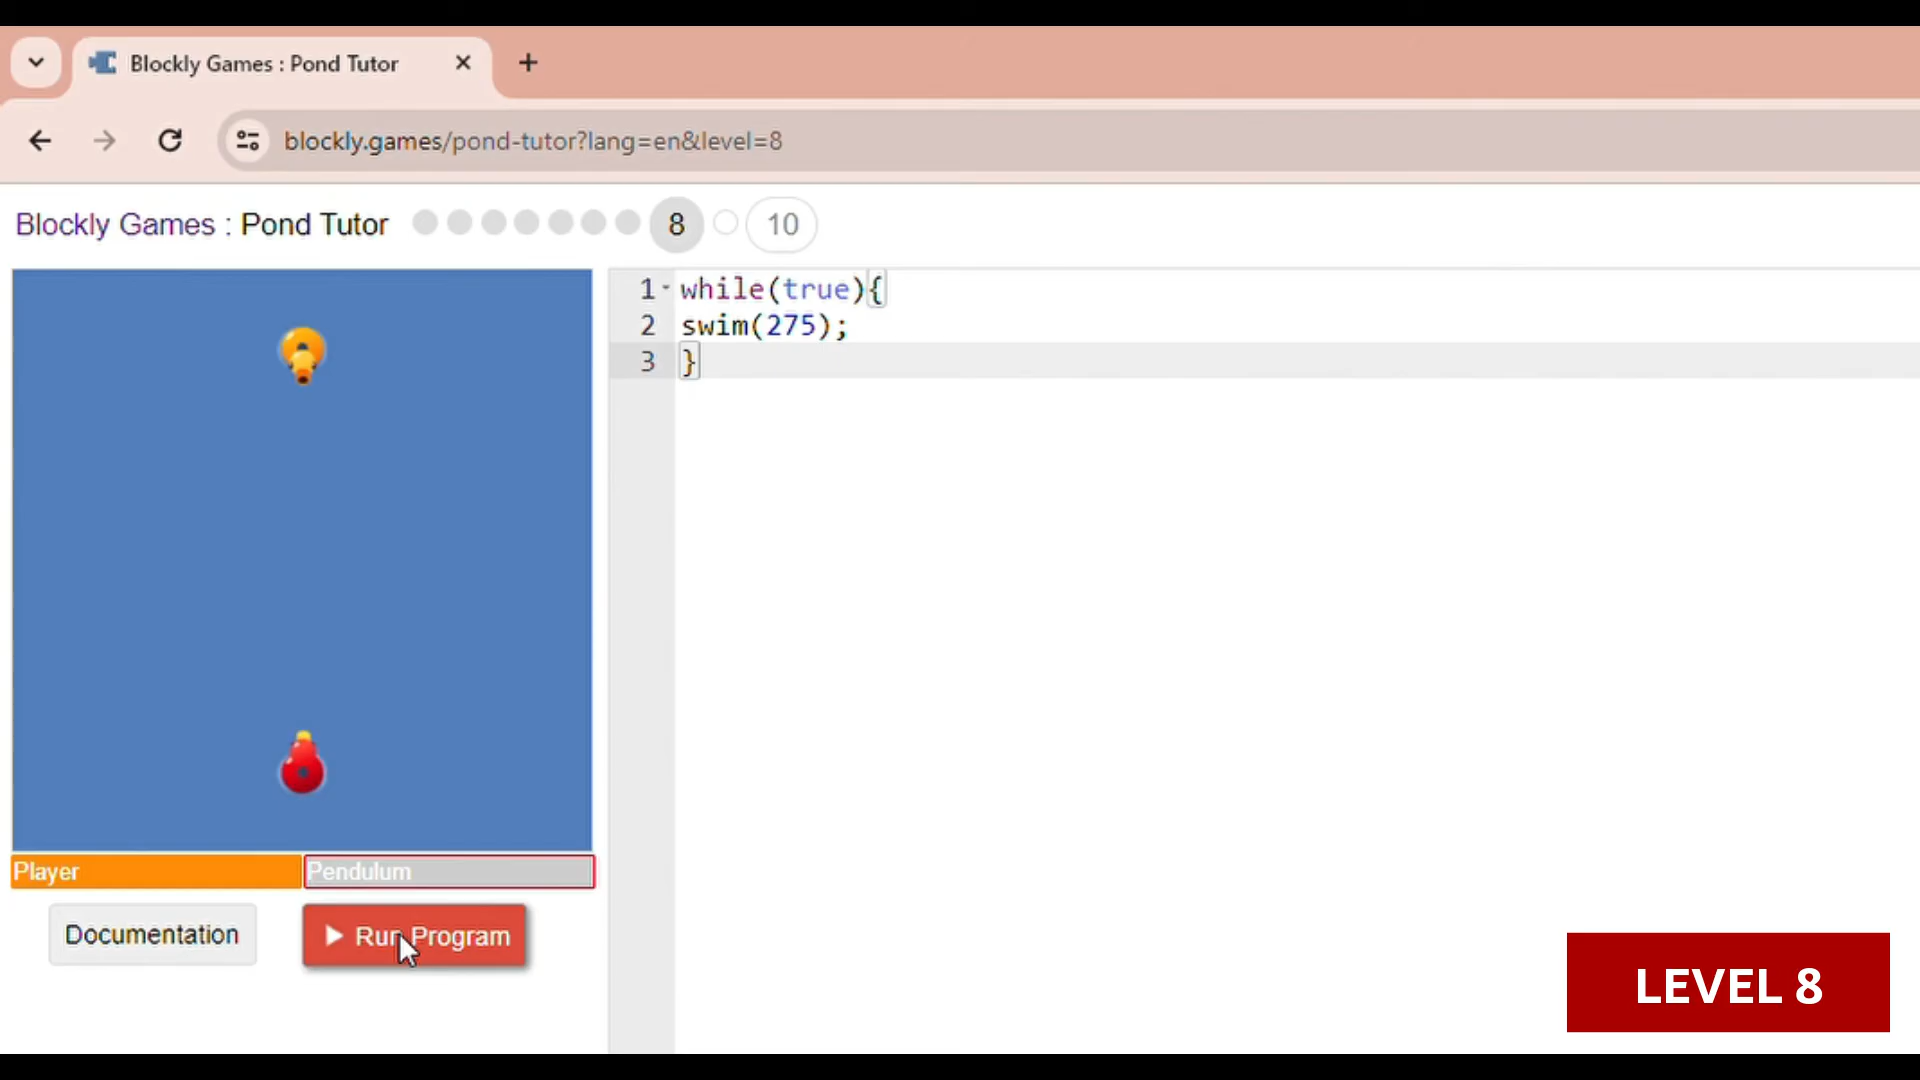 Blockly Games : Pond Tutor
blockly.games/pond-tutor?lang=en&level=8
Blockly Games : Pond Tutor 8 10
1 while(true){
2 swim(275);
3 }
Player Pendulum
Documentation Run Program
LEVEL 8